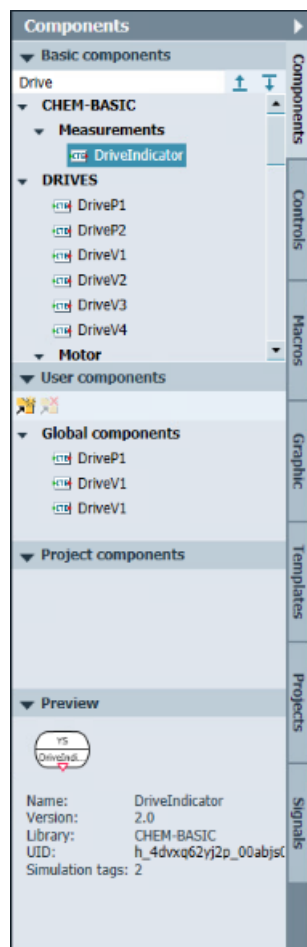 Components
Basic components
Drive
CHEM-BASIC
Measurements
DriveIndicator
DRIVES
DriveP1
DriveP2
DriveV1
DriveV2
DriveV3
DriveV4
Motor
User components
Global components
DriveP1
DriveV1
DriveV1
Project components
Preview
YS
DriveIndi...
Name: DriveIndicator
Version: 2.0
Library: CHEM-BASIC
UID: h_4dvxq62yj2p_00abjs
Simulation tags: 2
Components
Controls
Macros
Graphic
Templates
Projects
Signals